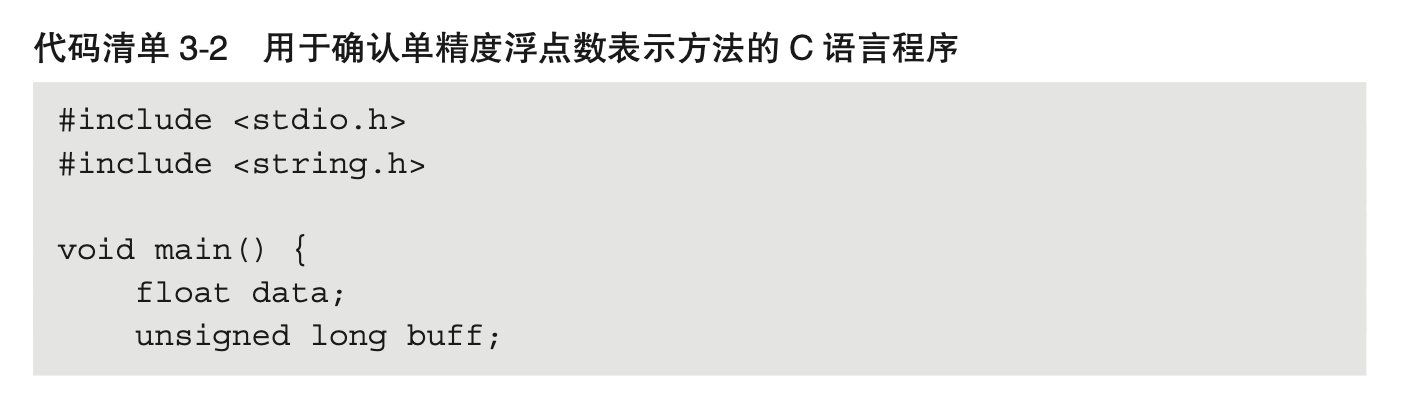 代码清单 3-2 用于确认单精度浮点数表示方法的 C 语言程序
#include <stdio.h>
#include <string.h>
void main() {
    float data;
    unsigned long buff;